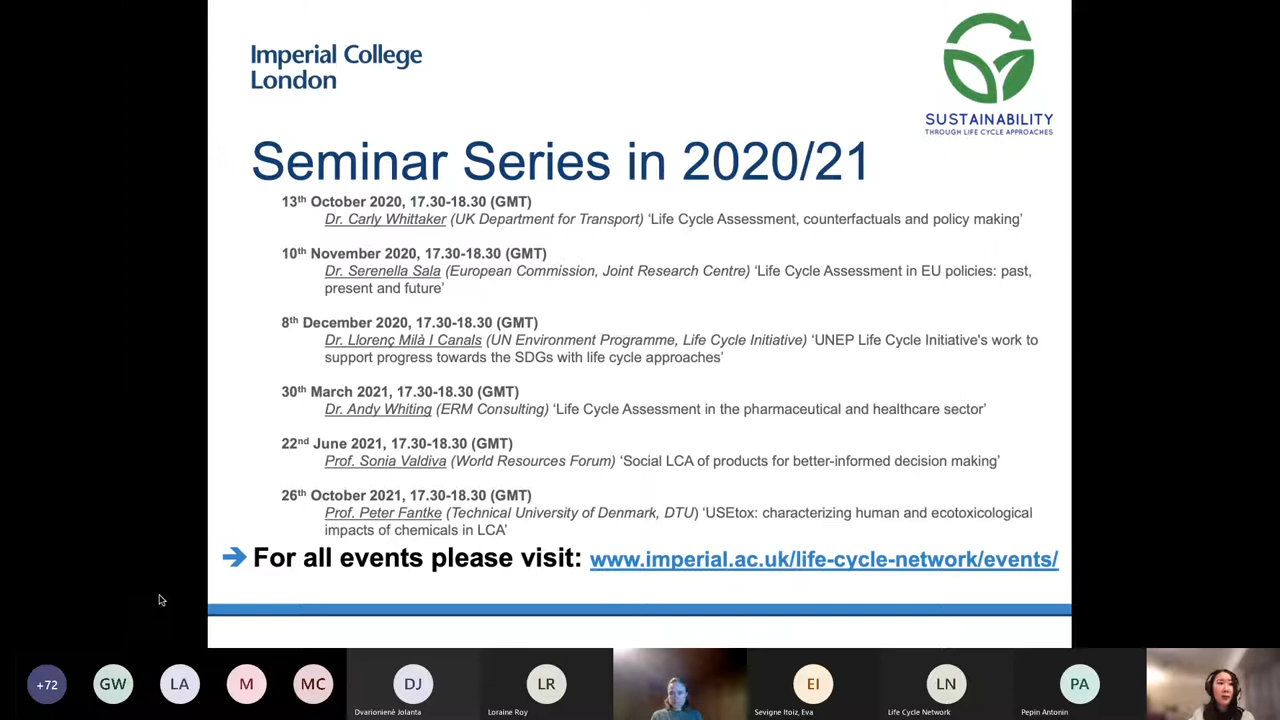 Imperial College
London
SUSTAINABILITY
THROUGH LIFE CYCLE APPROACHES
Seminar Series in 2020/21
13th October 2020, 17.30-18.30 (GMT)
Dr. Carly Whittaker (UK Department for Transport) ‘Life Cycle Assessment, counterfactuals and policy making’
10th November 2020, 17.30-18.30 (GMT)
Dr. Serenella Sala (European Commission, Joint Research Centre) ‘Life Cycle Assessment in EU policies: past,
present and future’
8th December 2020, 17.30-18.30 (GMT)
Dr. Llorenç Milà I Canals (UN Environment Programme, Life Cycle Initiative) ‘UNEP Life Cycle Initiative's work to
support progress towards the SDGs with life cycle approaches’
30th March 2021, 17.30-18.30 (GMT)
Dr. Andy Whiting (ERM Consulting) ‘Life Cycle Assessment in the pharmaceutical and healthcare sector’
22nd June 2021, 17.30-18.30 (GMT)
Prof. Sonia Valdiva (World Resources Forum) ‘Social LCA of products for better-informed decision making’
26th October 2021, 17.30-18.30 (GMT)
Prof. Peter Fantke (Technical University of Denmark, DTU) ‘USEtox: characterizing human and ecotoxicological
impacts of chemicals in LCA’
→ For all events please visit: www.imperial.ac.uk/life-cycle-network/events/
+72 GW LA M MC DJ LR EI LN PA
Dvarionienė Jolanta Loraine Roy Sevigne Itoiz, Eva Life Cycle Network Pepin Antonin